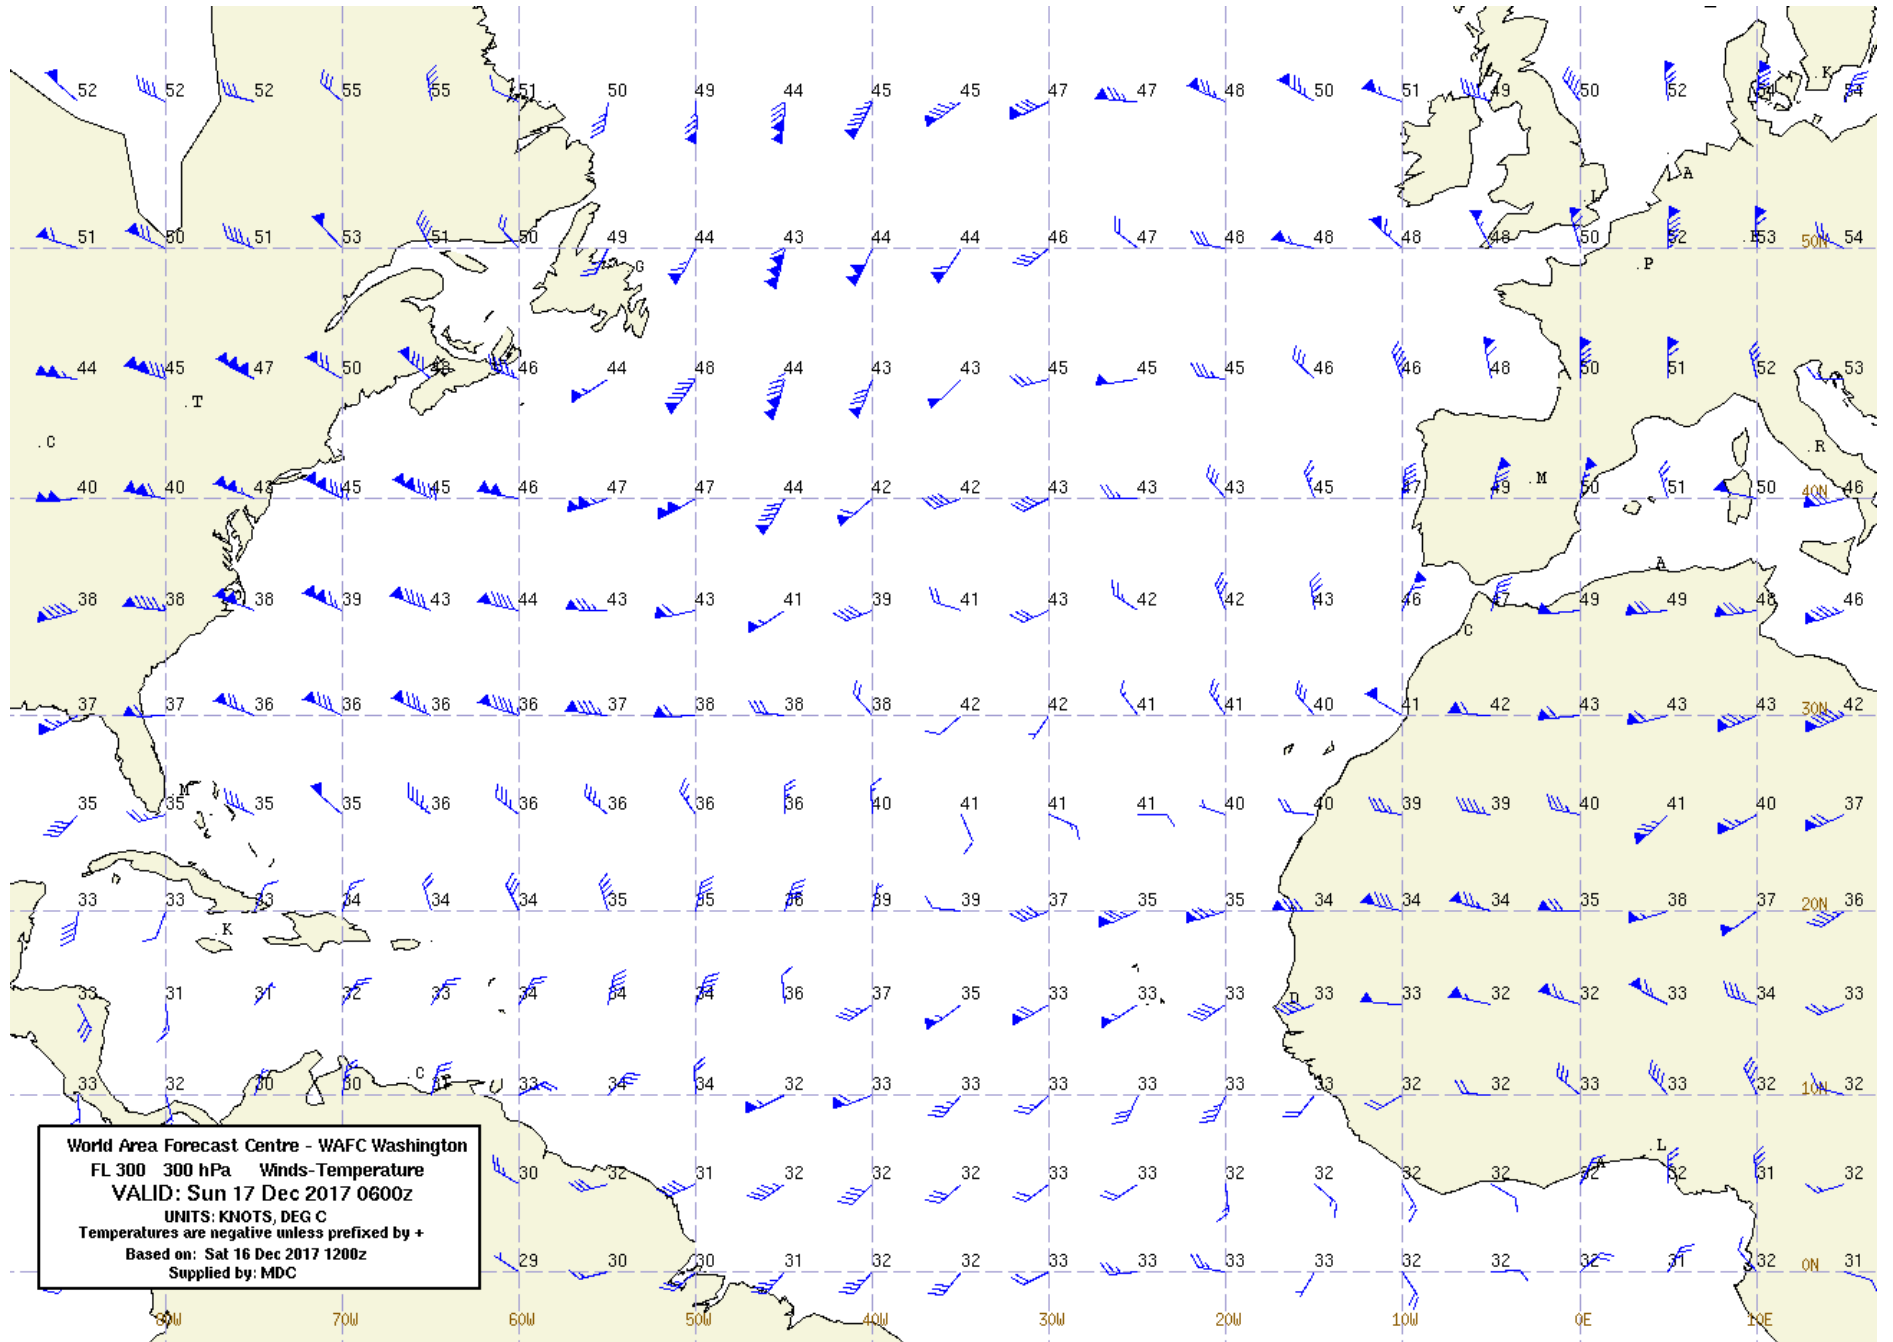 52 52 52 55 55 51 50 49 44 45 45 47 47 48 50 51 49 50 52 54 K 54
A
L
51 50 51 53 51 50 49 44 43 44 44 46 47 48 48 48 48 50 52 .153 50N 54
G .P
44 45 47 50 48 46 44 48 44 43 43 45 45 45 46 46 48 50 51 52 53
.T
.C .R
.M
40 40 43 45 45 46 47 47 44 42 42 43 43 43 45 47 49 50 51 50 40N 46
A
38 38 38 39 43 44 43 43 41 39 41 43 42 42 43 46 47 49 49 48 46
C
37 37 36 36 36 36 37 38 38 38 42 42 41 41 40 41 42 43 43 43 30N 42
M
35 35 35 35 36 36 36 36 36 40 41 41 41 40 40 39 39 40 41 40 37
33 33 33 34 34 34 35 35 36 39 39 37 35 35 34 34 34 35 38 37 20N 36
.K
33 31 31 32 33 34 34 34 36 37 35 33 33 33 D 33 33 32 32 33 34 33
.C
33 32 30 30 31 33 34 34 32 33 33 33 33 33 33 32 32 33 33 32 10N 32
World Area Forecast Centre - WAFC Washington
FL 300 300 hPa Winds-Temperature
VALID: Sun 17 Dec 2017 0600z
UNITS: KNOTS, DEG C
Temperatures are negative unless prefixed by +
Based on: Sat 16 Dec 2017 1200z
Supplied by: MDC
A .L
30 32 31 32 32 33 33 32 32 32 32 32 32 31 32
29 30 30 31 32 32 33 33 33 33 32 32 32 31 32 0N 31
80W 70W 60W 50W 40W 30W 20W 10W 0E 10E